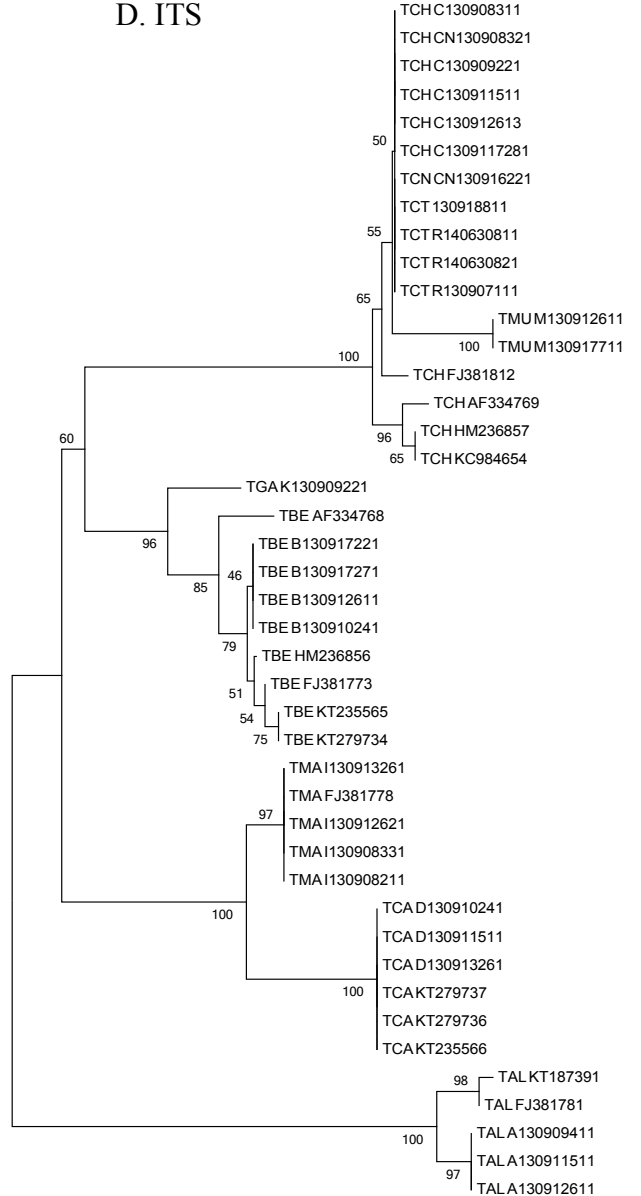 D. ITS
TCHC130908311
TCHCN130908321
TCHC130909221
TCHC130911511
TCHC130912613
50
TCHC1309117281
TCNCN130916221
TCT130918811
55
TCTR140630811
TCTR140630821
TCTR130907111
65
TMUM130912611
100
TMUM130917711
100
TCHFJ381812
TCHAF334769
96
TCHHM236857
65
TCHKC984654
60
TGAK130909221
96
TBEAF334768
TBEB130917221
46
TBEB130917271
85
TBEB130912611
TBEB130910241
79
TBEHM236856
51
TBEFJ381773
54
TBEKT235565
75
TBEKT279734
TMAI130913261
TMAFJ381778
97
TMAI130912621
TMAI130908331
TMAI130908211
100
TCAD130910241
TCAD130911511
TCAD130913261
100
TCAKT279737
TCAKT279736
TCAKT235566
98
TALKT187391
TALFJ381781
100
TALA130909411
TALA130911511
97
TALA130912611